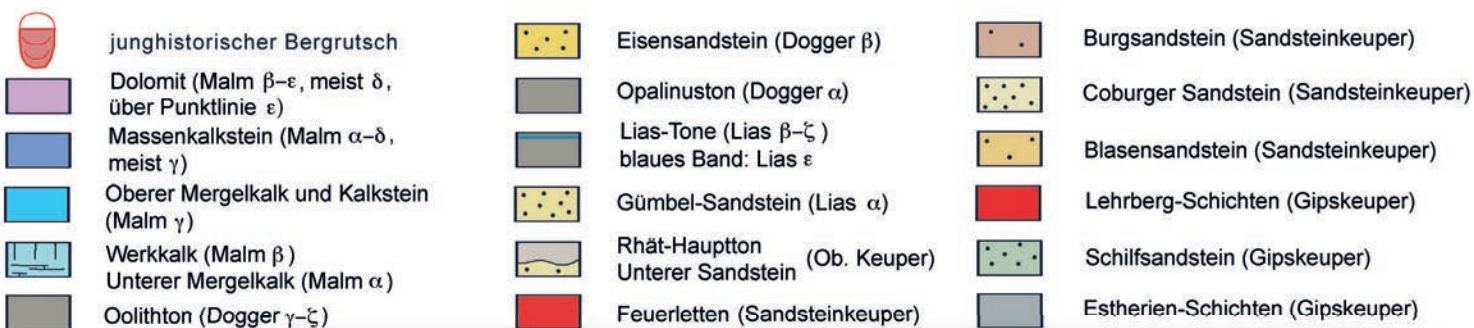 junghistorischer Bergrutsch
Dolomit (Malm β–ε, meist δ,
über Punktlinie ε)
Massenkalkstein (Malm α–δ,
meist γ)
Oberer Mergelkalk und Kalkstein
(Malm γ)
Werkkalk (Malm β)
Unterer Mergelkalk (Malm α)
Oolithton (Dogger γ–ζ)
Eisensandstein (Dogger β)
Opalinuston (Dogger α)
Lias-Tone (Lias β–ζ )
blaues Band: Lias ε
Gümbel-Sandstein (Lias α)
Rhät-Hauptton
Unterer Sandstein (Ob. Keuper)
Feuerletten (Sandsteinkeuper)
Burgsandstein (Sandsteinkeuper)
Coburger Sandstein (Sandsteinkeuper)
Blasensandstein (Sandsteinkeuper)
Lehrberg-Schichten (Gipskeuper)
Schilfsandstein (Gipskeuper)
Estherien-Schichten (Gipskeuper)